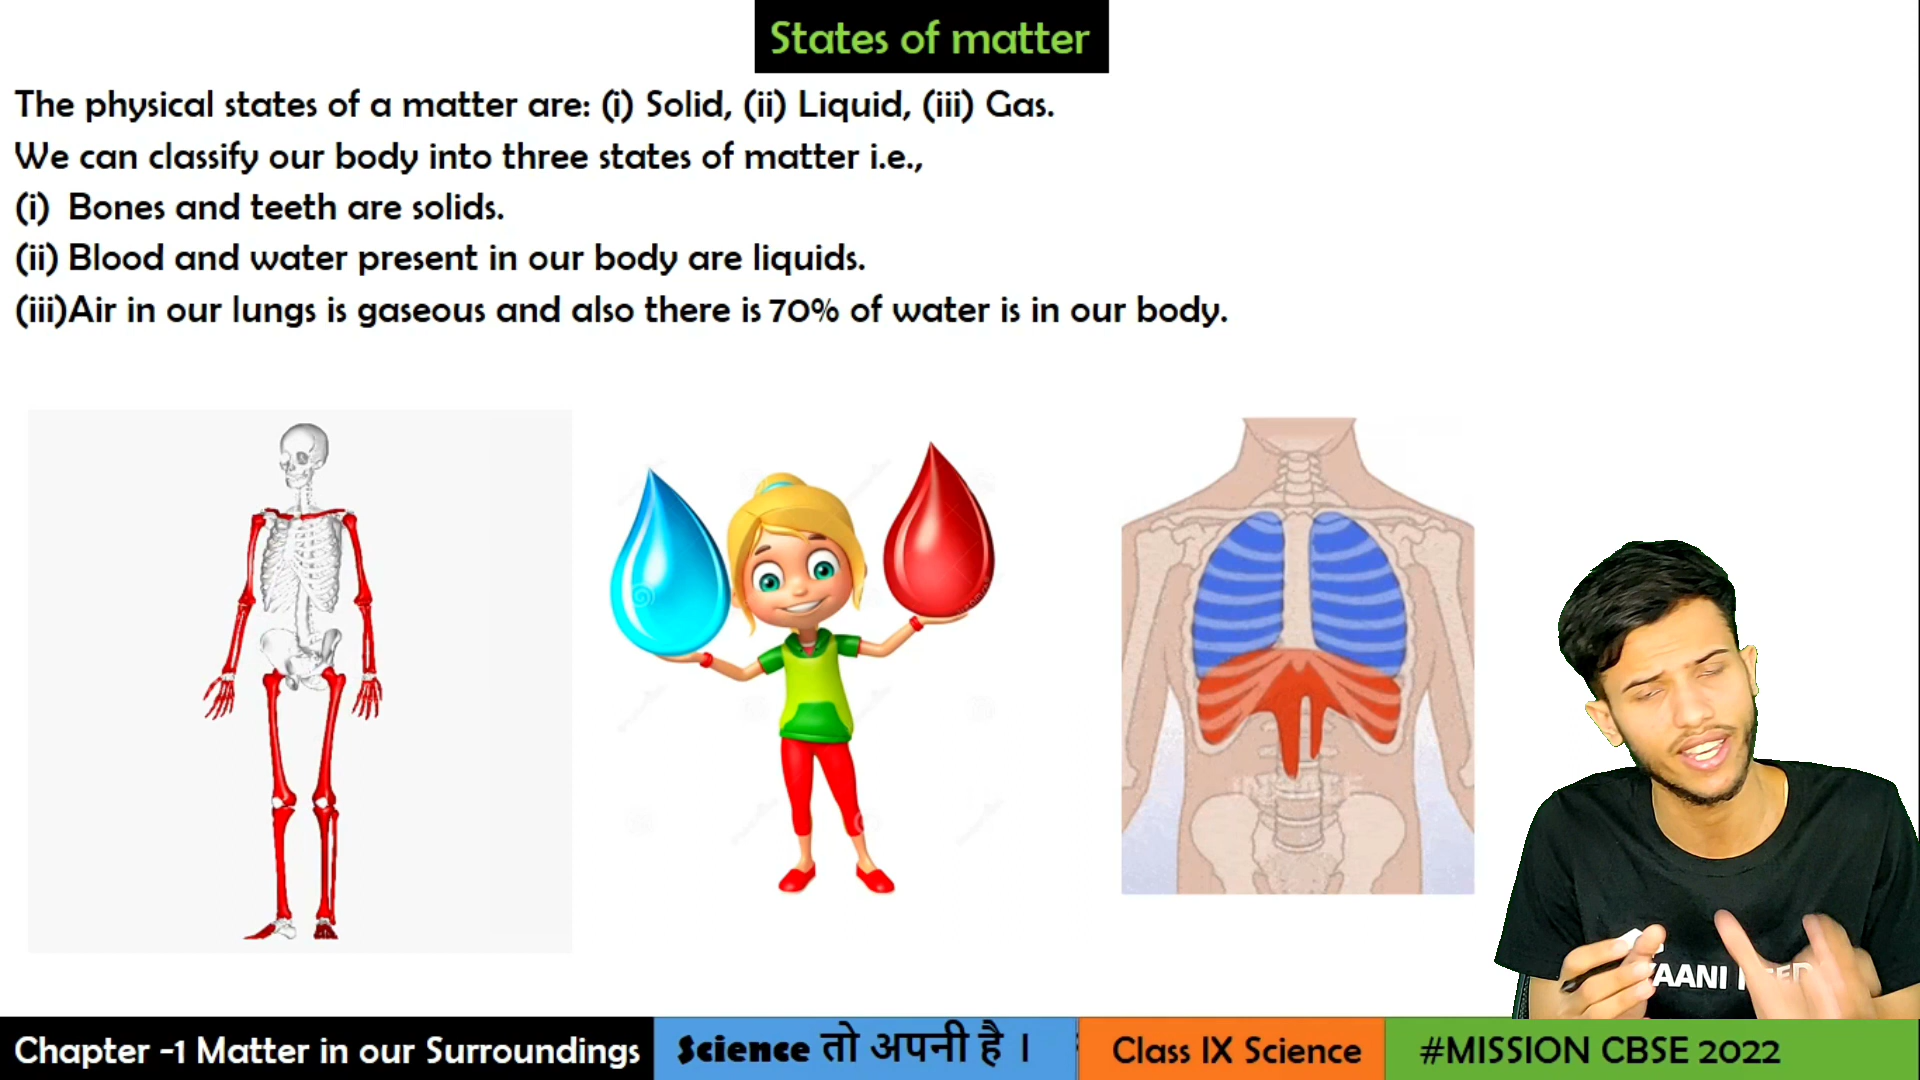 States of matter
The physical states of a matter are: (i) Solid, (ii) Liquid, (iii) Gas.
We can classify our body into three states of matter i.e.,
(i) Bones and teeth are solids.
(ii) Blood and water present in our body are liquids.
(iii)Air in our lungs is gaseous and also there is 70% of water is in our body.
Chapter -1 Matter in our Surroundings
Science तो अपनी है ।
Class IX Science
#MISSION CBSE 2022